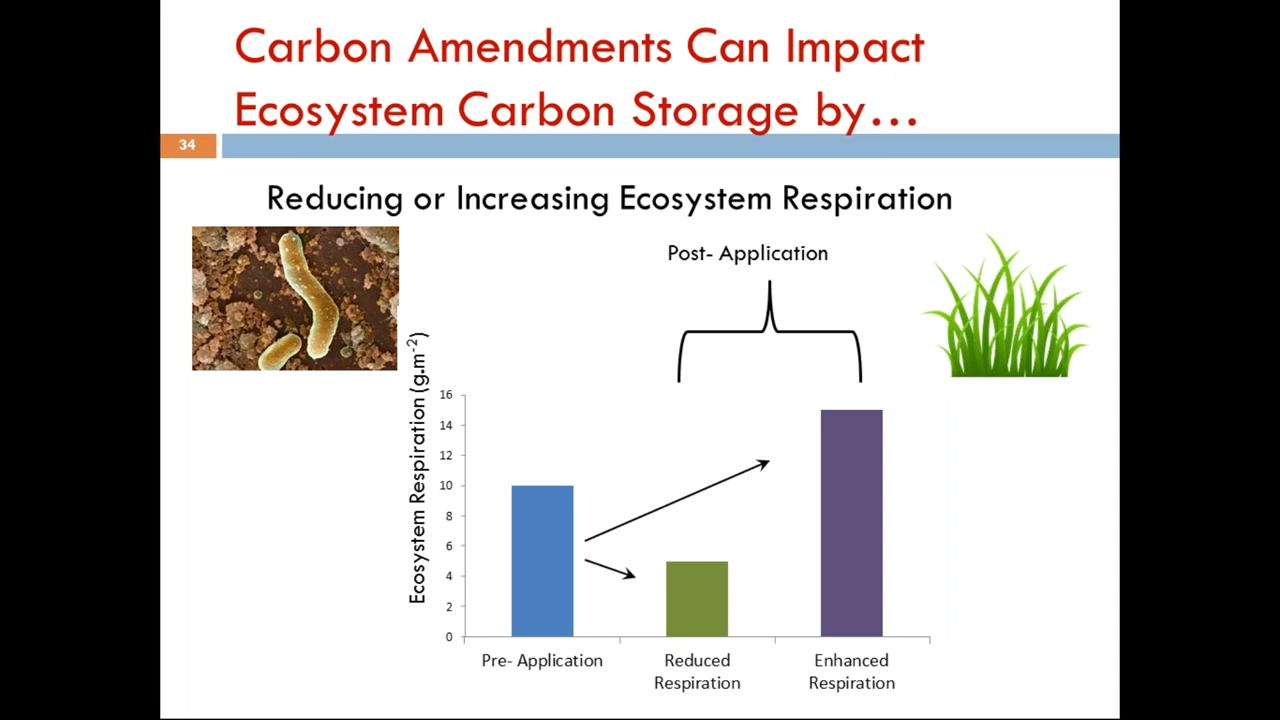 Carbon Amendments Can Impact
Ecosystem Carbon Storage by…
34
Reducing or Increasing Ecosystem Respiration
Post- Application
Ecosystem Respiration (g.m-2)
16
14
12
10
8
6
4
2
0
Pre- Application
Reduced
Respiration
Enhanced
Respiration